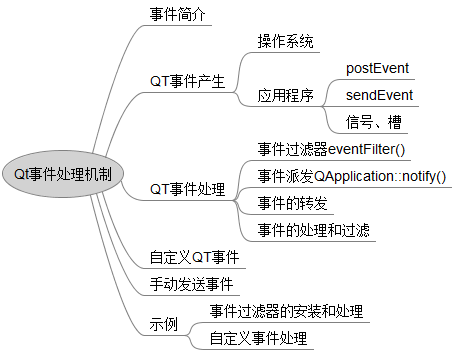 Qt事件处理机制
事件简介
QT事件产生
操作系统
应用程序
postEvent
sendEvent
信号、槽
QT事件处理
事件过滤器eventFilter()
事件派发QApplication::notify()
事件的转发
事件的处理和过滤
自定义QT事件
手动发送事件
示例
事件过滤器的安装和处理
自定义事件处理